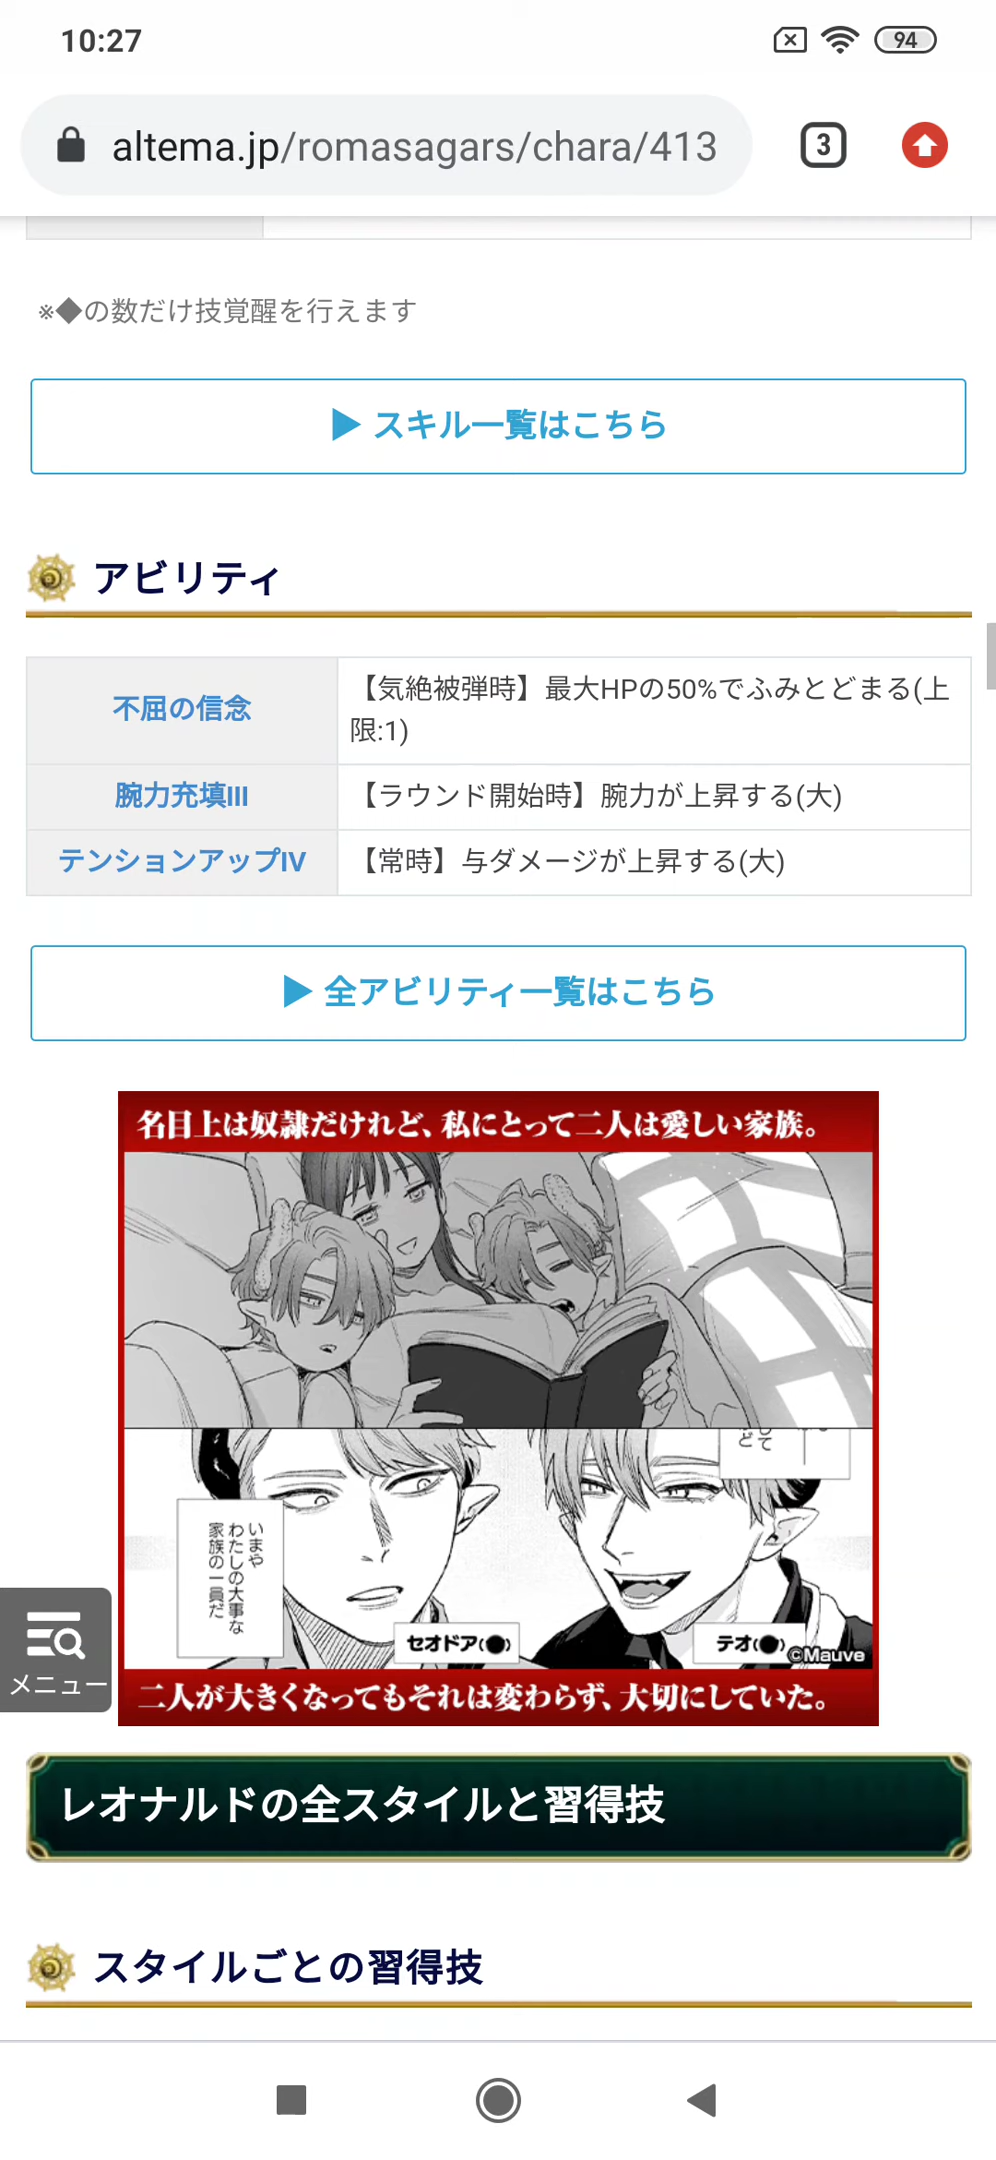 10:27
94
altema.jp/romasagars/chara/413
3
※◆の数だけ技覚醒を行えます
▶ スキル一覧はこちら
アビリティ
不屈の信念
【気絶被弾時】最大HPの50%でふみとどまる(上
限:1)
腕力充填III
【ラウンド開始時】腕力が上昇する(大)
テンションアップIV
【常時】与ダメージが上昇する(大)
▶ 全アビリティ一覧はこちら
名目上は奴隷だけれど、私にとって二人は愛しい家族。
どて
いまや
わたしの大事な
家族の一員だ
セオドア(●)
テオ(●)
©Mauve
二人が大きくなってもそれは変わらず、大切にしていた。
メニュー
レオナルドの全スタイルと習得技
スタイルごとの習得技